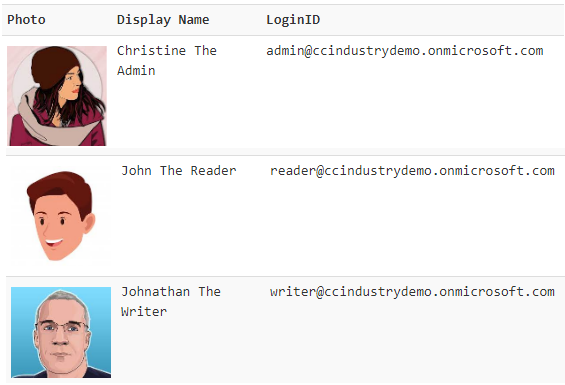 Photo Display Name LoginID
Christine The admin@ccindustrydemo.onmicrosoft.com
Admin
John The Reader reader@ccindustrydemo.onmicrosoft.com
Johnathan The writer@ccindustrydemo.onmicrosoft.com
Writer